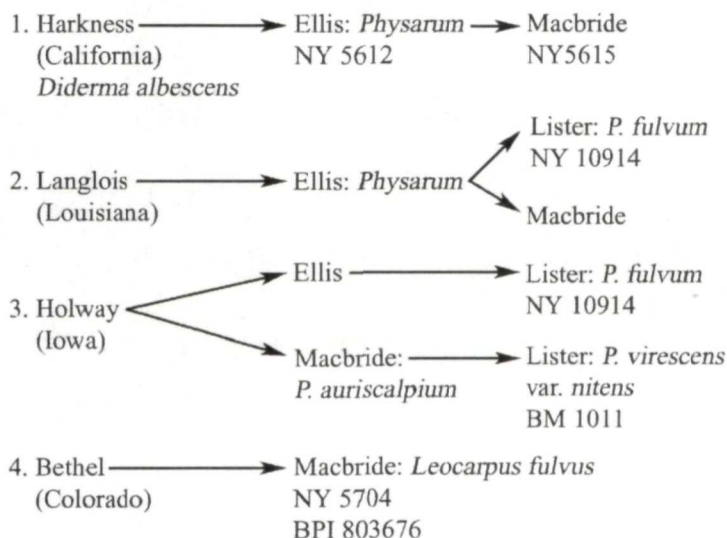 1. Harkness Ellis: Physarum Macbride
(California) NY 5612 NY5615
Diderma albescens
Lister: P. fulvum
NY 10914
2. Langlois Ellis: Physarum
(Louisiana) Macbride
Ellis Lister: P. fulvum
3. Holway NY 10914
(Iowa)
Macbride: Lister: P. virescens
P. auriscalpium var. nitens
BM 1011
4. Bethel Macbride: Leocarpus fulvus
(Colorado) NY 5704
BPI 803676